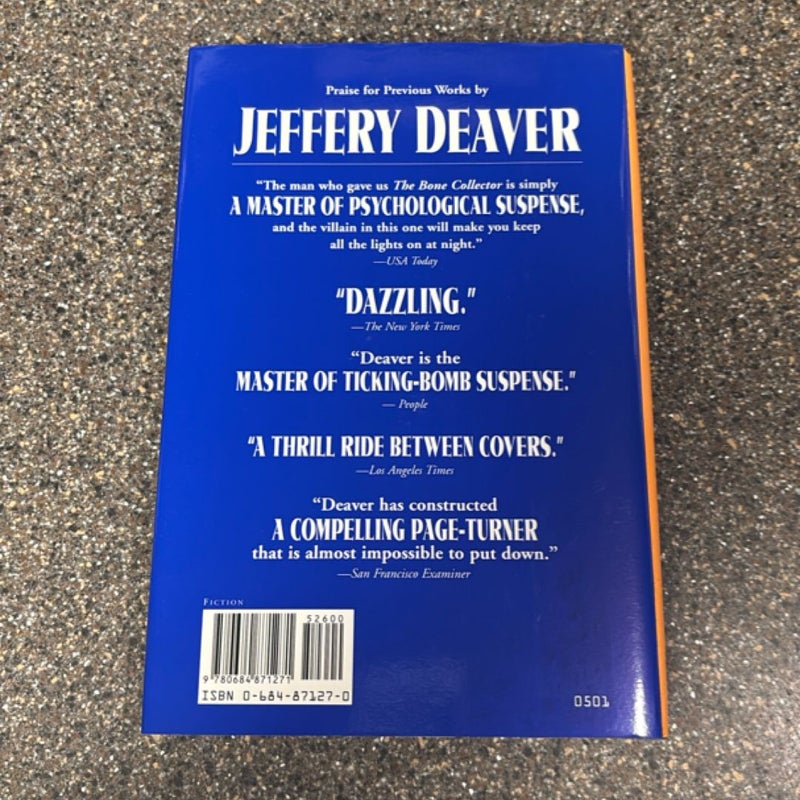 Praise for Previous Works by
JEFFERY DEAVER
“The man who gave us The Bone Collector is simply
A MASTER OF PSYCHOLOGICAL SUSPENSE,
and the villain in this one will make you keep
all the lights on at night.”
—USA Today
“DAZZLING.”
—The New York Times
“Deaver is the
MASTER OF TICKING-BOMB SUSPENSE.”
— People
“A THRILL RIDE BETWEEN COVERS.”
—Los Angeles Times
“Deaver has constructed
A COMPELLING PAGE-TURNER
that is almost impossible to put down.”
—San Francisco Examiner
FICTION
52600
9 780684 871271
ISBN 0-684-87127-0
0501